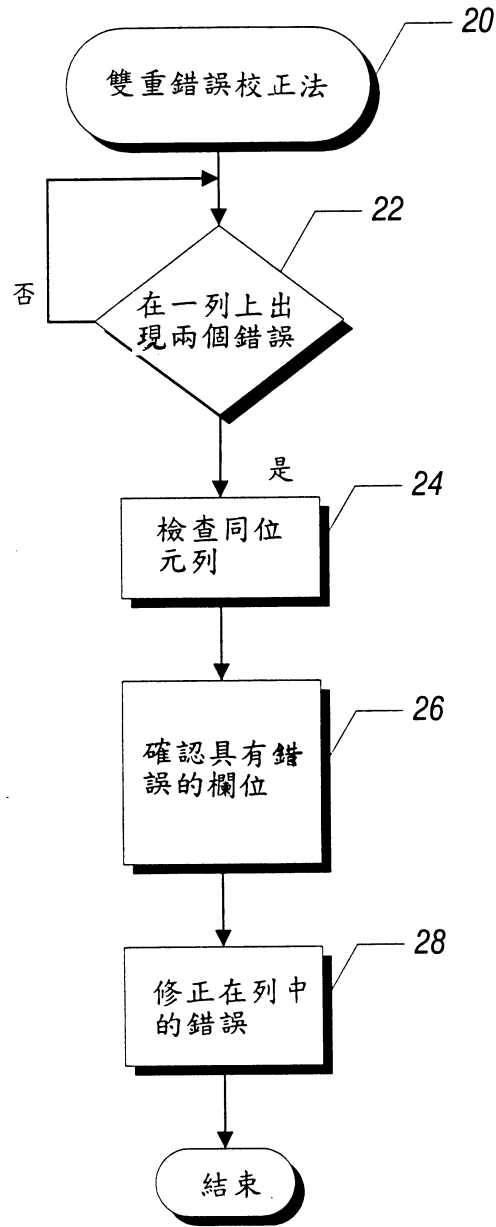 20
雙重錯誤校正法
22
否
在一列上出
現兩個錯誤
是
24
檢查同位
元列
26
確認具有錯
誤的欄位
28
修正在列中
的錯誤
結束